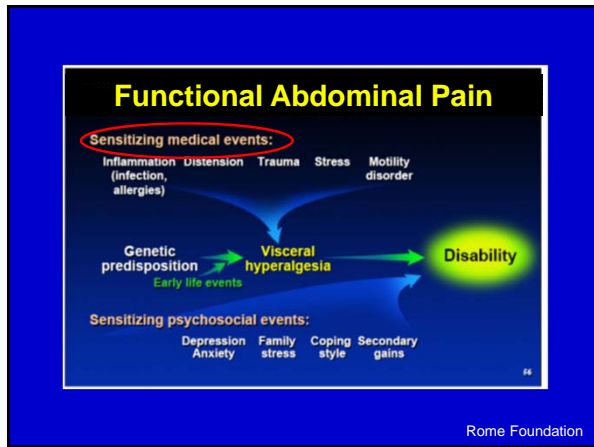 Functional Abdominal Pain
Sensitizing medical events:
Inflammation Distension Trauma Stress Motility
(infection, disorder
allergies)
Genetic Visceral
predisposition hyperalgesia Disability
Early life events
Sensitizing psychosocial events:
Depression Family Coping Secondary
Anxiety stress style gains
56
Rome Foundation